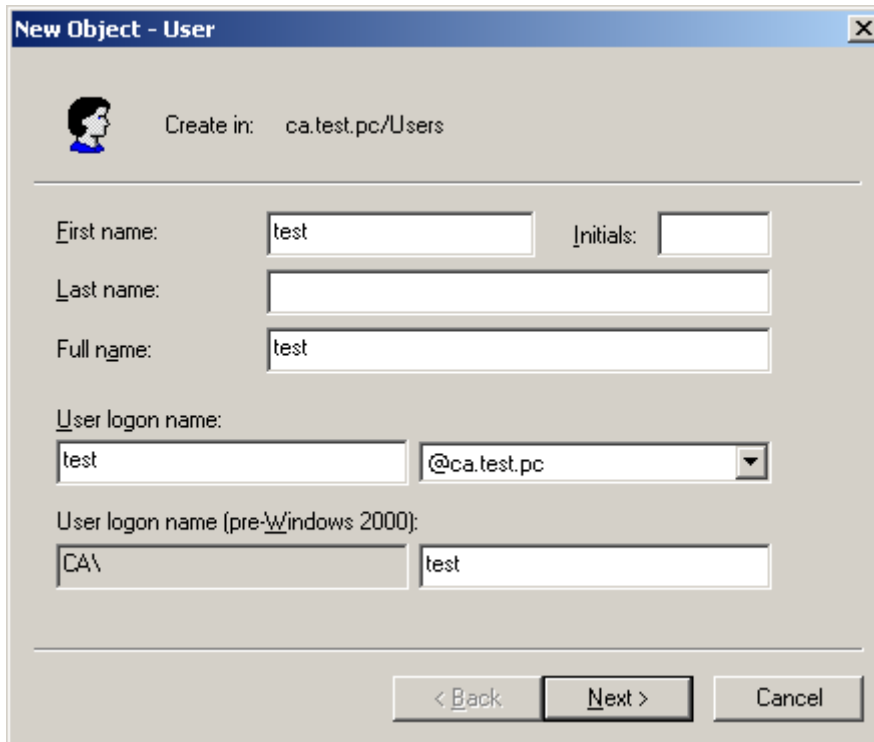 New Object - User
Create in: ca.test.pc/Users
First name: test Initials:
Last name:
Full name: test
User logon name:
test @ca.test.pc
User logon name (pre-Windows 2000):
CA\ test
< Back Next > Cancel